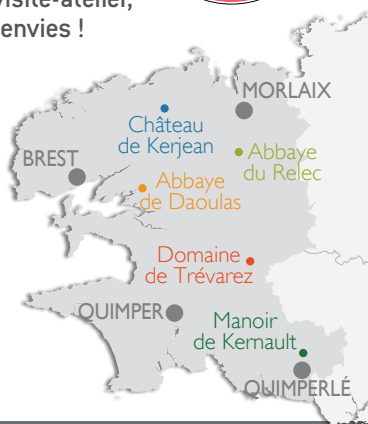 visite-atelier,
envies !
MORLAIX
Château
de Kerjean
BREST
Abbaye
du Relec
Abbaye
de Daoulas
Domaine
de Trévarez
QUIMPER
Manoir
de Kernault
QUIMPERLÉ